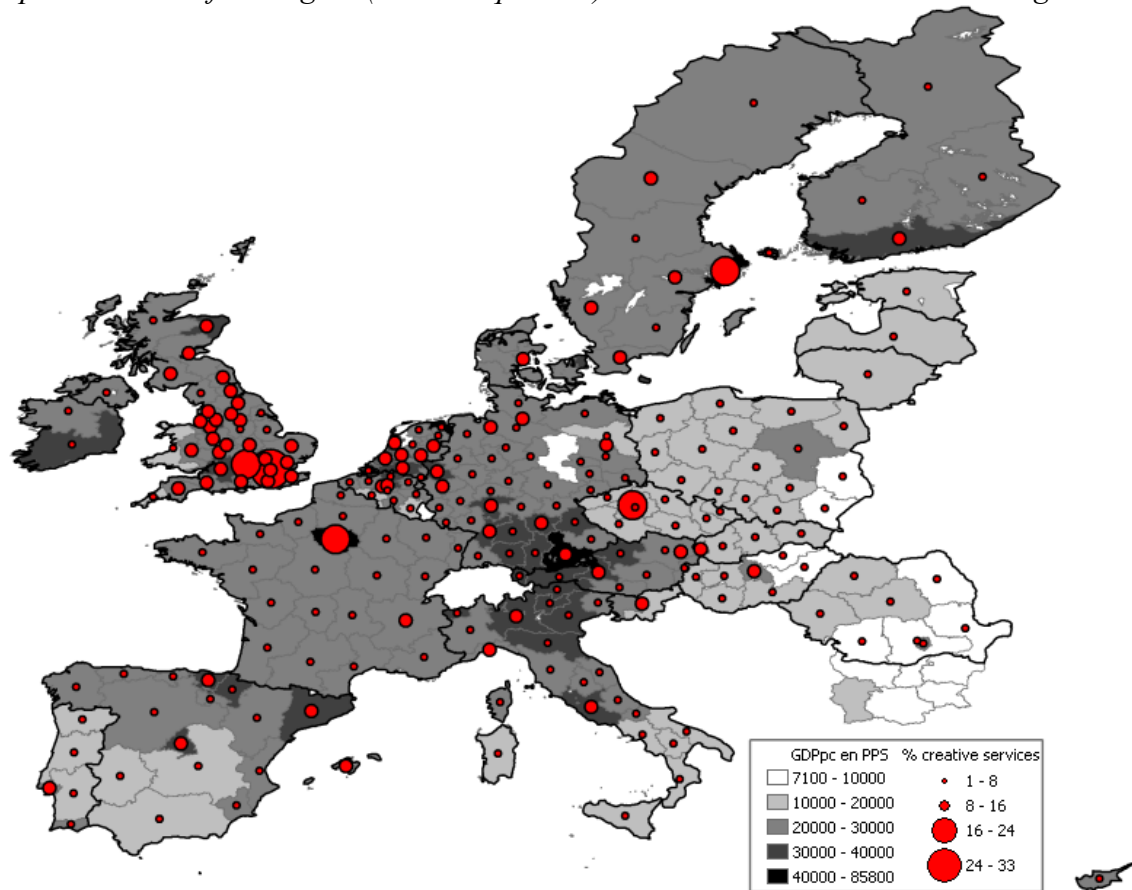 GDPpc en PPS % creative services
7100 - 10000 1 - 8
10000 - 20000 8 - 16
20000 - 30000 16 - 24
30000 - 40000 24 - 33
40000 - 85800